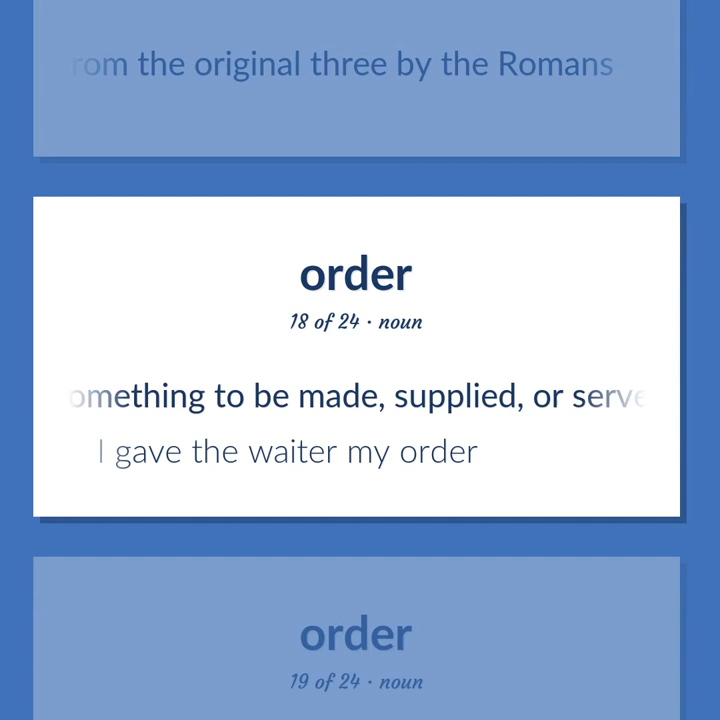 rom the original three by the Romans
order
18 of 24 · noun
omething to be made, supplied, or serve
I gave the waiter my order
order
19 of 24 · noun